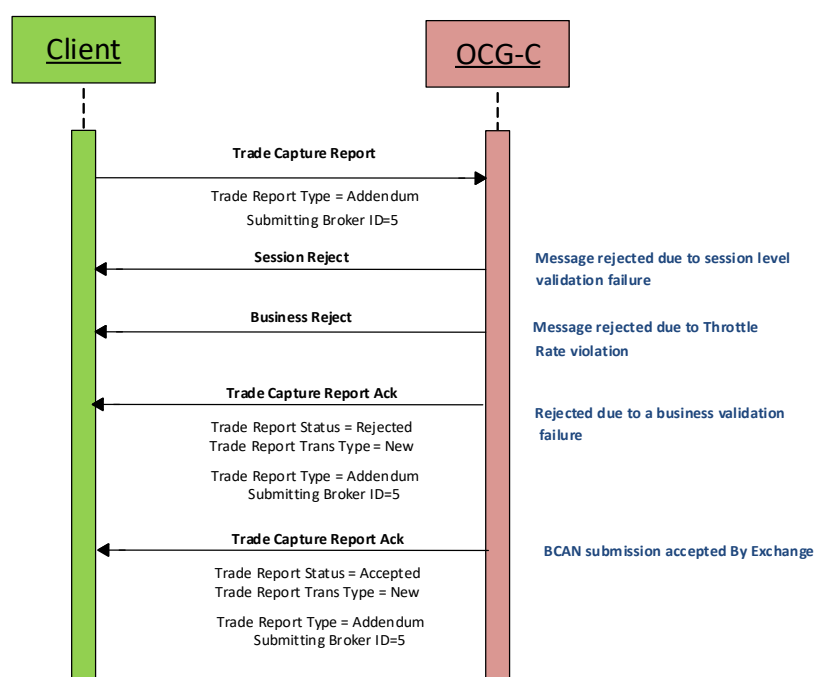 Client
OCG-C
Trade Capture Report
Trade Report Type = Addendum
Submitting Broker ID=5
Session Reject
Message rejected due to session level
validation failure
Business Reject
Message rejected due to Throttle
Rate violation
Trade Capture Report Ack
Rejected due to a business validation
failure
Trade Report Status = Rejected
Trade Report Trans Type = New
Trade Report Type = Addendum
Submitting Broker ID=5
Trade Capture Report Ack
BCAN submission accepted By Exchange
Trade Report Status = Accepted
Trade Report Trans Type = New
Trade Report Type = Addendum
Submitting Broker ID=5